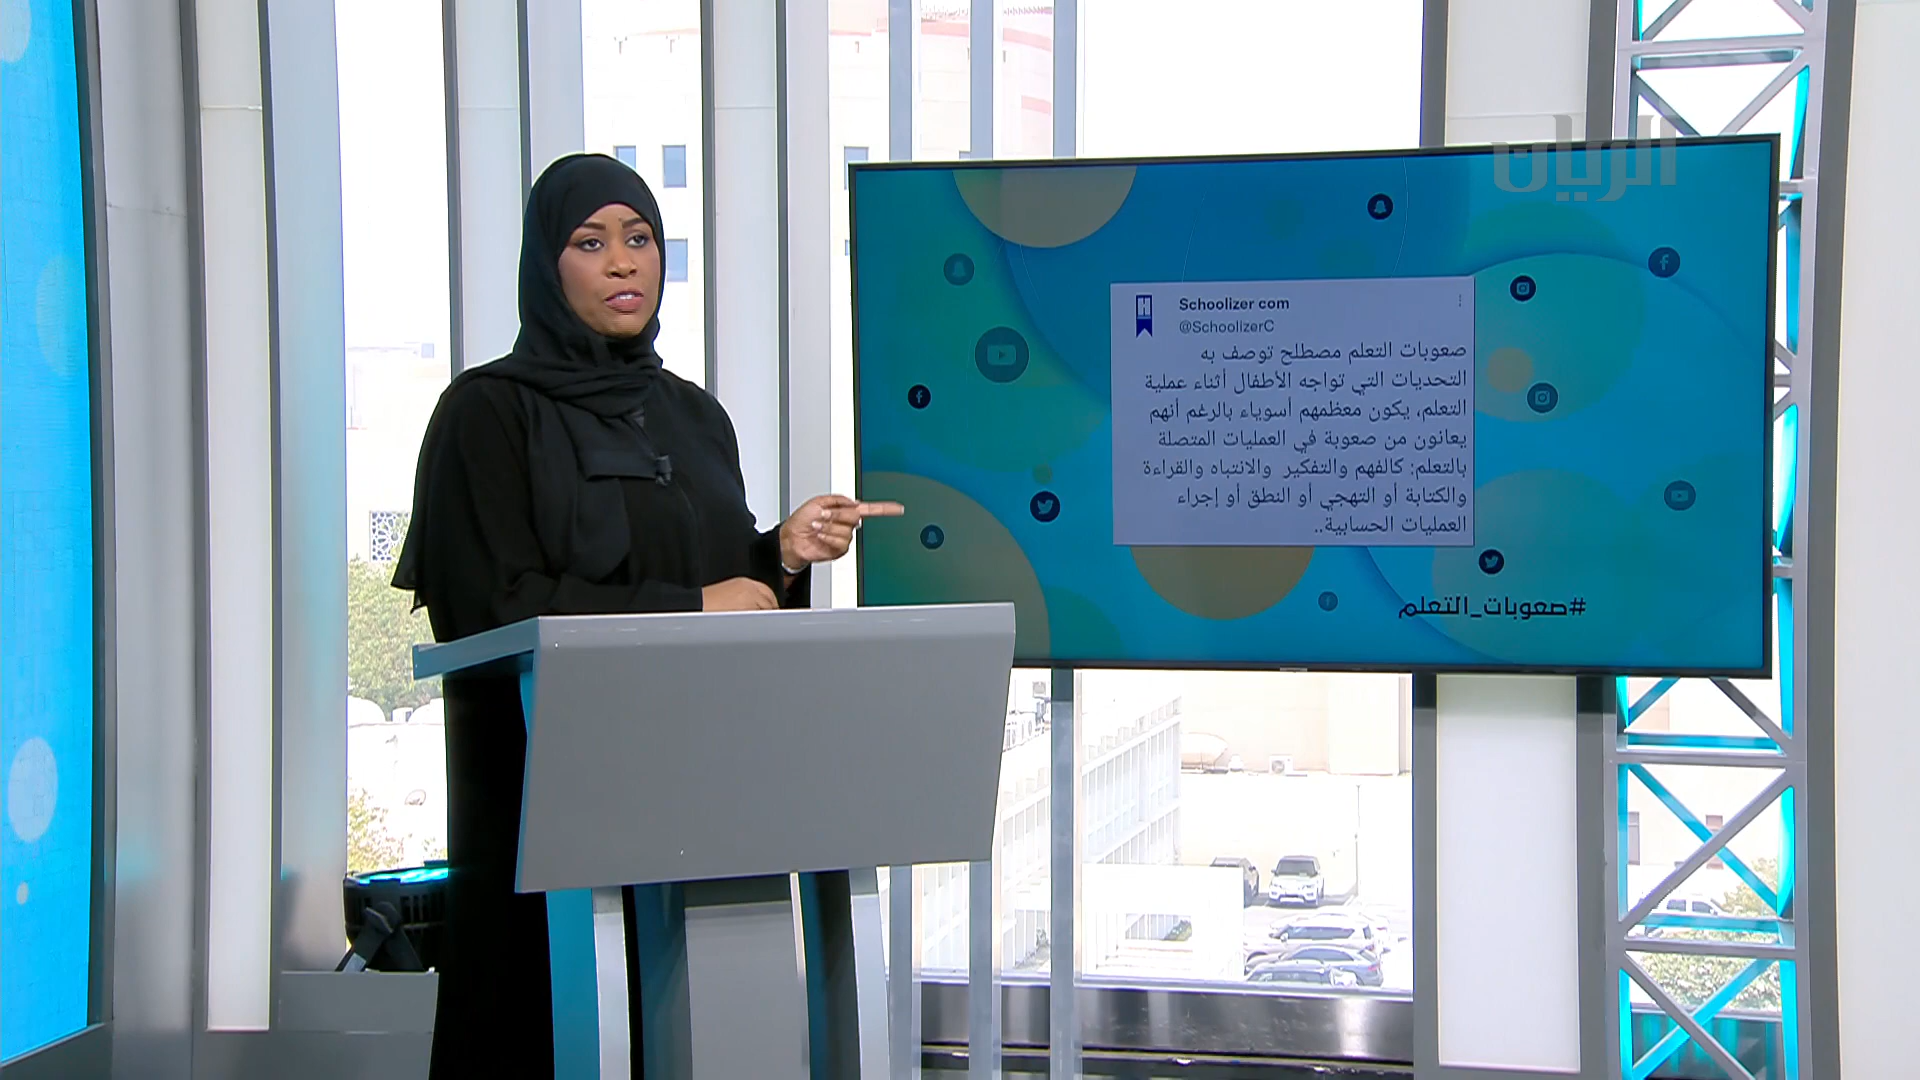 الريان
Schoolizer com
@SchoolizerC
صعوبات التعلم مصطلح توصف به
التحديات التي تواجه الأطفال أثناء عملية
التعلم، يكون معظمهم أسوياء بالرغم أنهم
يعانون من صعوبة في العمليات المتصلة
بالتعلم: كالفهم والتفكير والانتباه والقراءة
والكتابة أو التهجي أو النطق أو إجراء
العمليات الحسابية..
#صعوبات_التعلم